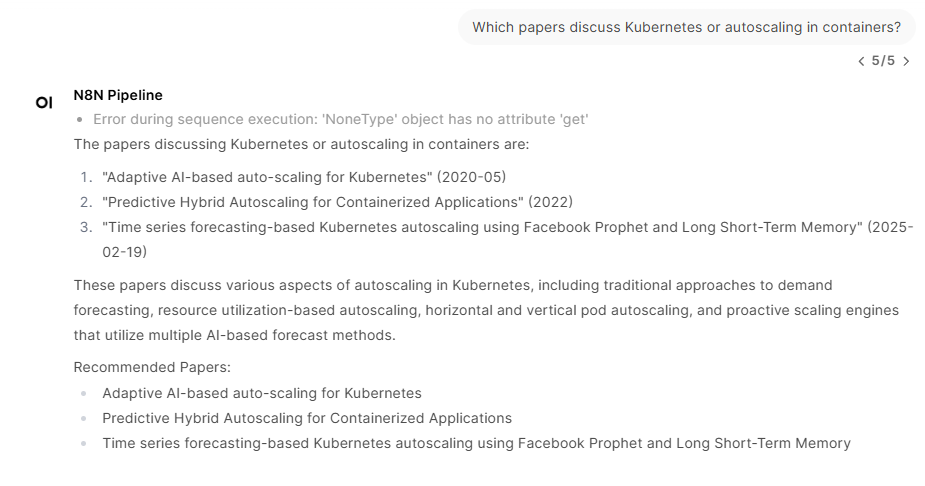 Which papers discuss Kubernetes or autoscaling in containers?
< 5/5 >
OI N8N Pipeline
• Error during sequence execution: 'NoneType' object has no attribute 'get'
The papers discussing Kubernetes or autoscaling in containers are:
1. "Adaptive AI-based auto-scaling for Kubernetes" (2020-05)
2. "Predictive Hybrid Autoscaling for Containerized Applications" (2022)
3. "Time series forecasting-based Kubernetes autoscaling using Facebook Prophet and Long Short-Term Memory" (2025-
02-19)
These papers discuss various aspects of autoscaling in Kubernetes, including traditional approaches to demand
forecasting, resource utilization-based autoscaling, horizontal and vertical pod autoscaling, and proactive scaling engines
that utilize multiple AI-based forecast methods.
Recommended Papers:
• Adaptive AI-based auto-scaling for Kubernetes
• Predictive Hybrid Autoscaling for Containerized Applications
• Time series forecasting-based Kubernetes autoscaling using Facebook Prophet and Long Short-Term Memory